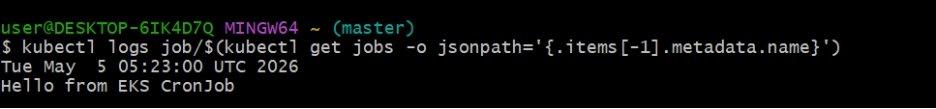 user@DESKTOP-6IK4D7Q MINGW64 ~ (master)
$ kubectl logs job/$(kubectl get jobs -o jsonpath='{.items[-1].metadata.name}')
Tue May  5 05:23:00 UTC 2026
Hello from EKS CronJob